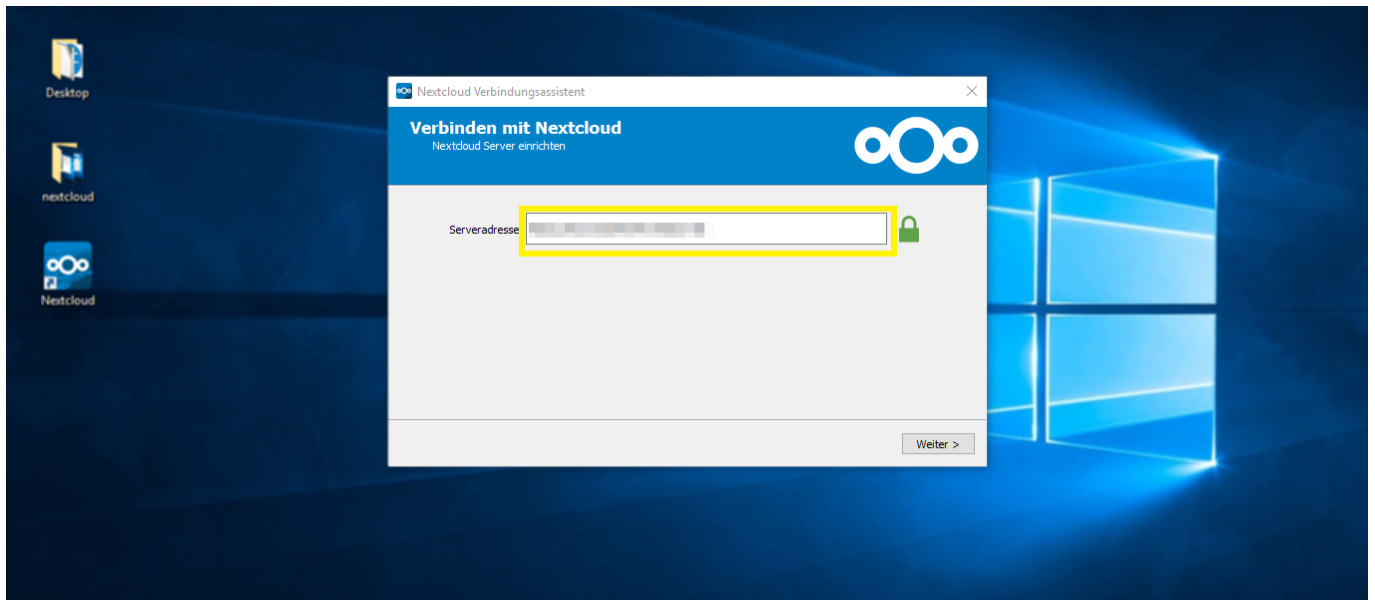 Desktop
nextcloud
Nextcloud
Nextcloud Verbindungsassistent
Verbinden mit Nextcloud
Nextcloud Server einrichten
Serveradresse
Weiter >